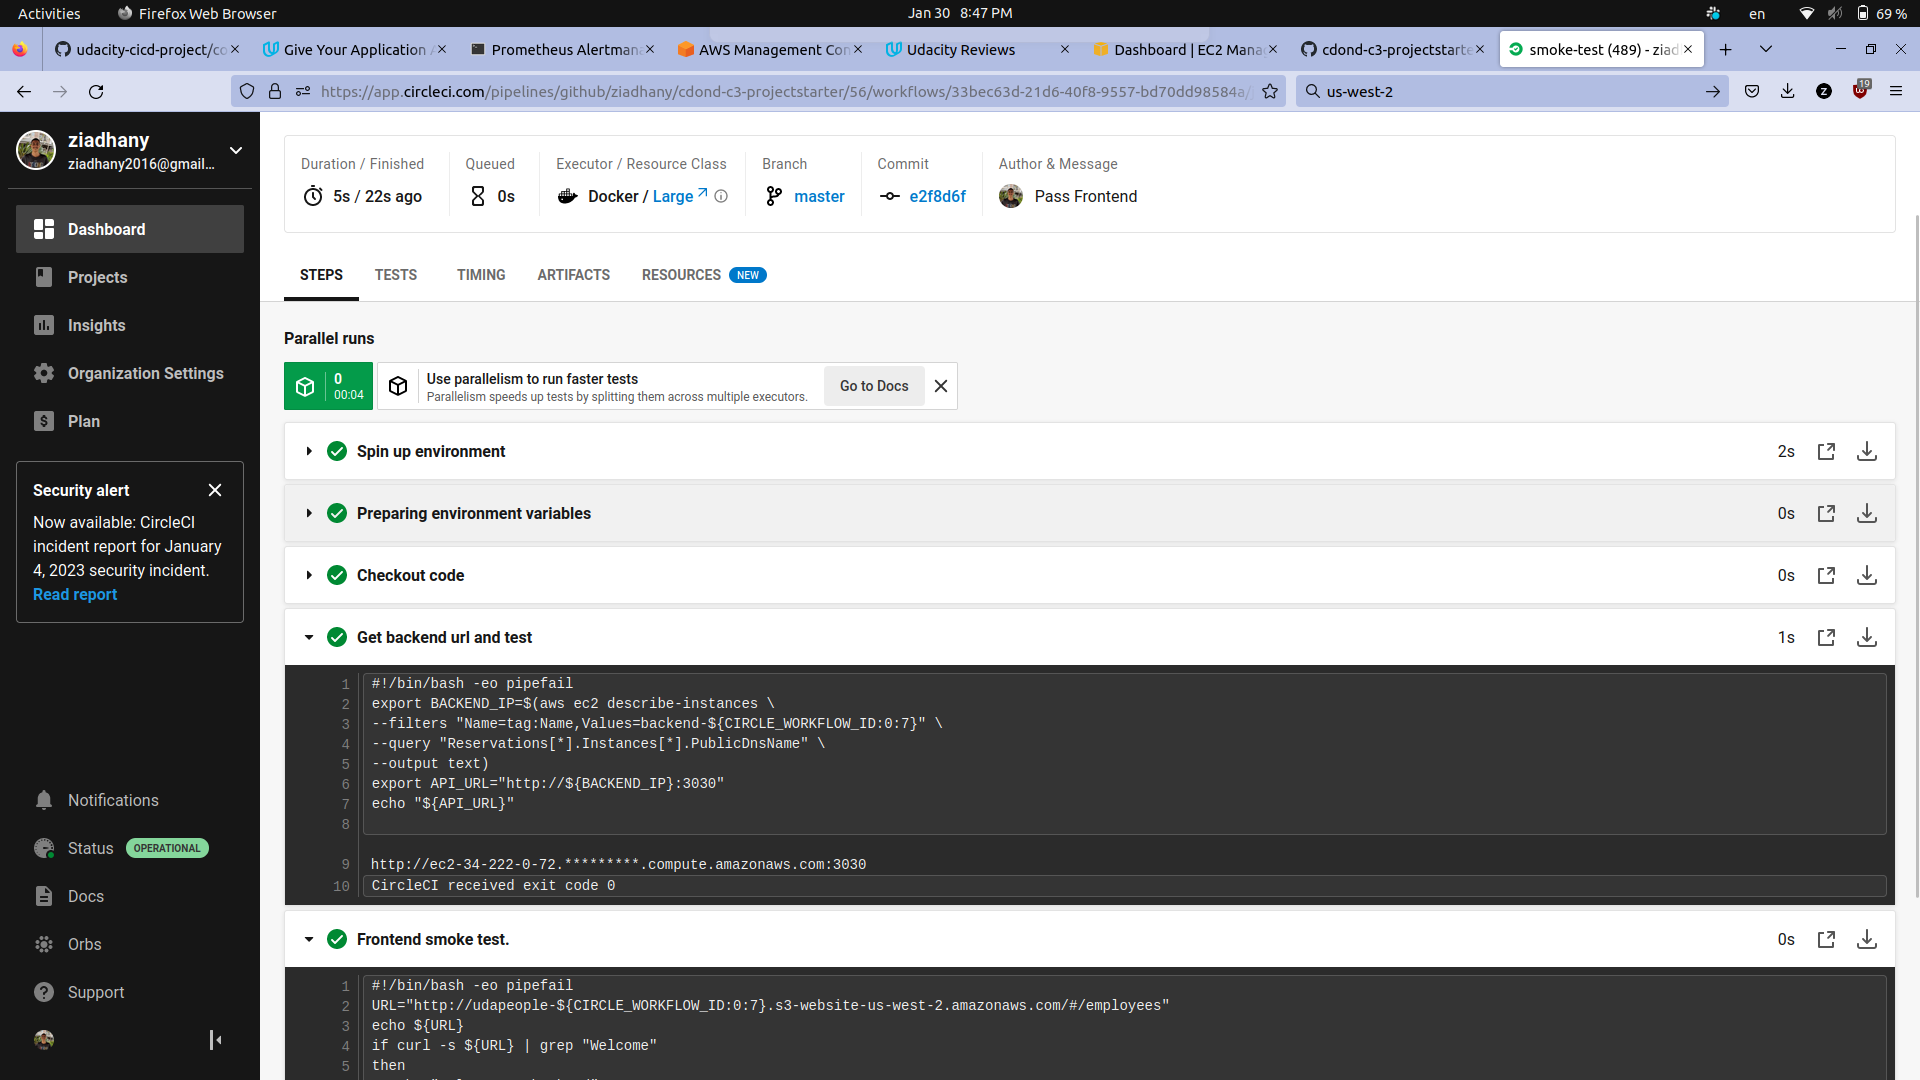 Activities
Firefox Web Browser
Jan 30 8:47 PM
en
69 %
udacity-cicd-project/co
Give Your Application
Prometheus Alertman
AWS Management Con
Udacity Reviews
Dashboard | EC2 Mana
cdond-c3-projectstarte
smoke-test (489) - ziad
https://app.circleci.com/pipelines/github/ziadhany/cdond-c3-projectstarter/56/workflows/33bec63d-21d6-40f8-9557-bd70dd98584a/
us-west-2
19
ziadhany
ziadhany2016@gmail...
Dashboard
Projects
Insights
Organization Settings
Plan
Security alert
Now available: CircleCI
incident report for January
4, 2023 security incident.
Read report
Notifications
Status OPERATIONAL
Docs
Orbs
Support
Duration / Finished
5s / 22s ago
Queued
0s
Executor / Resource Class
Docker / Large
Branch
master
Commit
e2f8d6f
Author & Message
Pass Frontend
STEPS
TESTS
TIMING
ARTIFACTS
RESOURCES NEW
Parallel runs
0
00:04
Use parallelism to run faster tests
Parallelism speeds up tests by splitting them across multiple executors.
Go to Docs
Spin up environment 2s
Preparing environment variables 0s
Checkout code 0s
Get backend url and test 1s
1 #!/bin/bash -eo pipefail
2 export BACKEND_IP=$(aws ec2 describe-instances \
3 --filters "Name=tag:Name,Values=backend-${CIRCLE_WORKFLOW_ID:0:7}" \
4 --query "Reservations[*].Instances[*].PublicDnsName" \
5 --output text)
6 export API_URL="http://${BACKEND_IP}:3030"
7 echo "${API_URL}"
8
9 http://ec2-34-222-0-72.*********.compute.amazonaws.com:3030
10 CircleCI received exit code 0
Frontend smoke test. 0s
1 #!/bin/bash -eo pipefail
2 URL="http://udapeople-${CIRCLE_WORKFLOW_ID:0:7}.s3-website-us-west-2.amazonaws.com/#/employees"
3 echo ${URL}
4 if curl -s ${URL} | grep "Welcome"
5 then